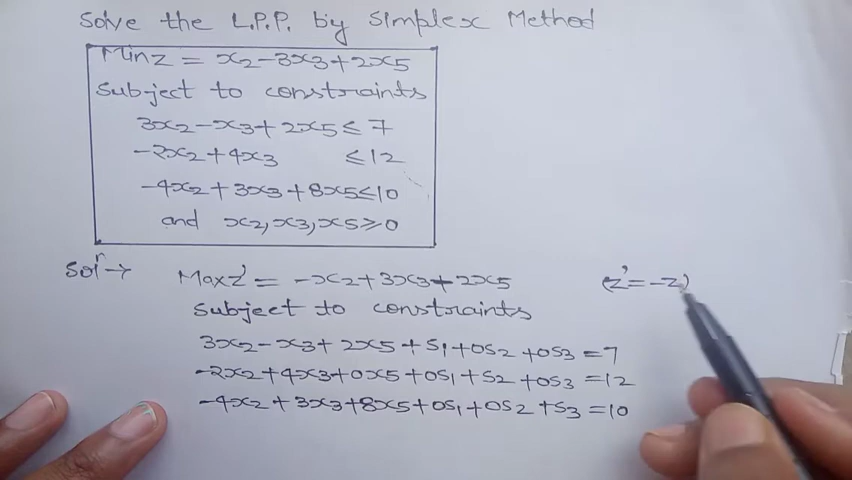 Solve the L.P.P. by Simplex Method
Min z = x2 - 3x3 + 2x5
Subject to constraints
3x2 - x3 + 2x5 ≤ 7
-2x2 + 4x3 ≤ 12
-4x2 + 3x3 + 8x5 ≤ 10
and x2, x3, x5 ≥ 0
Solⁿ → Max z' = -x2 + 3x3 - 2x5 (z' = -z)
Subject to constraints
3x2 - x3 + 2x5 + s1 + 0s2 + 0s3 = 7
-2x2 + 4x3 + 0x5 + 0s1 + s2 + 0s3 = 12
-4x2 + 3x3 + 8x5 + 0s1 + 0s2 + s3 = 10